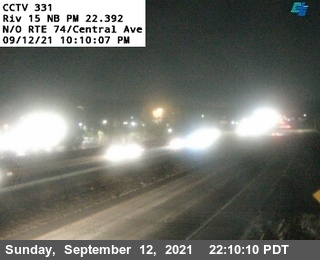 CCTV 331
Riv 15 NB PM 22.392
N/O RTE 74/Central Ave
09/12/21 10:10:07 PM
Sunday, September 12, 2021 22:10:10 PDT